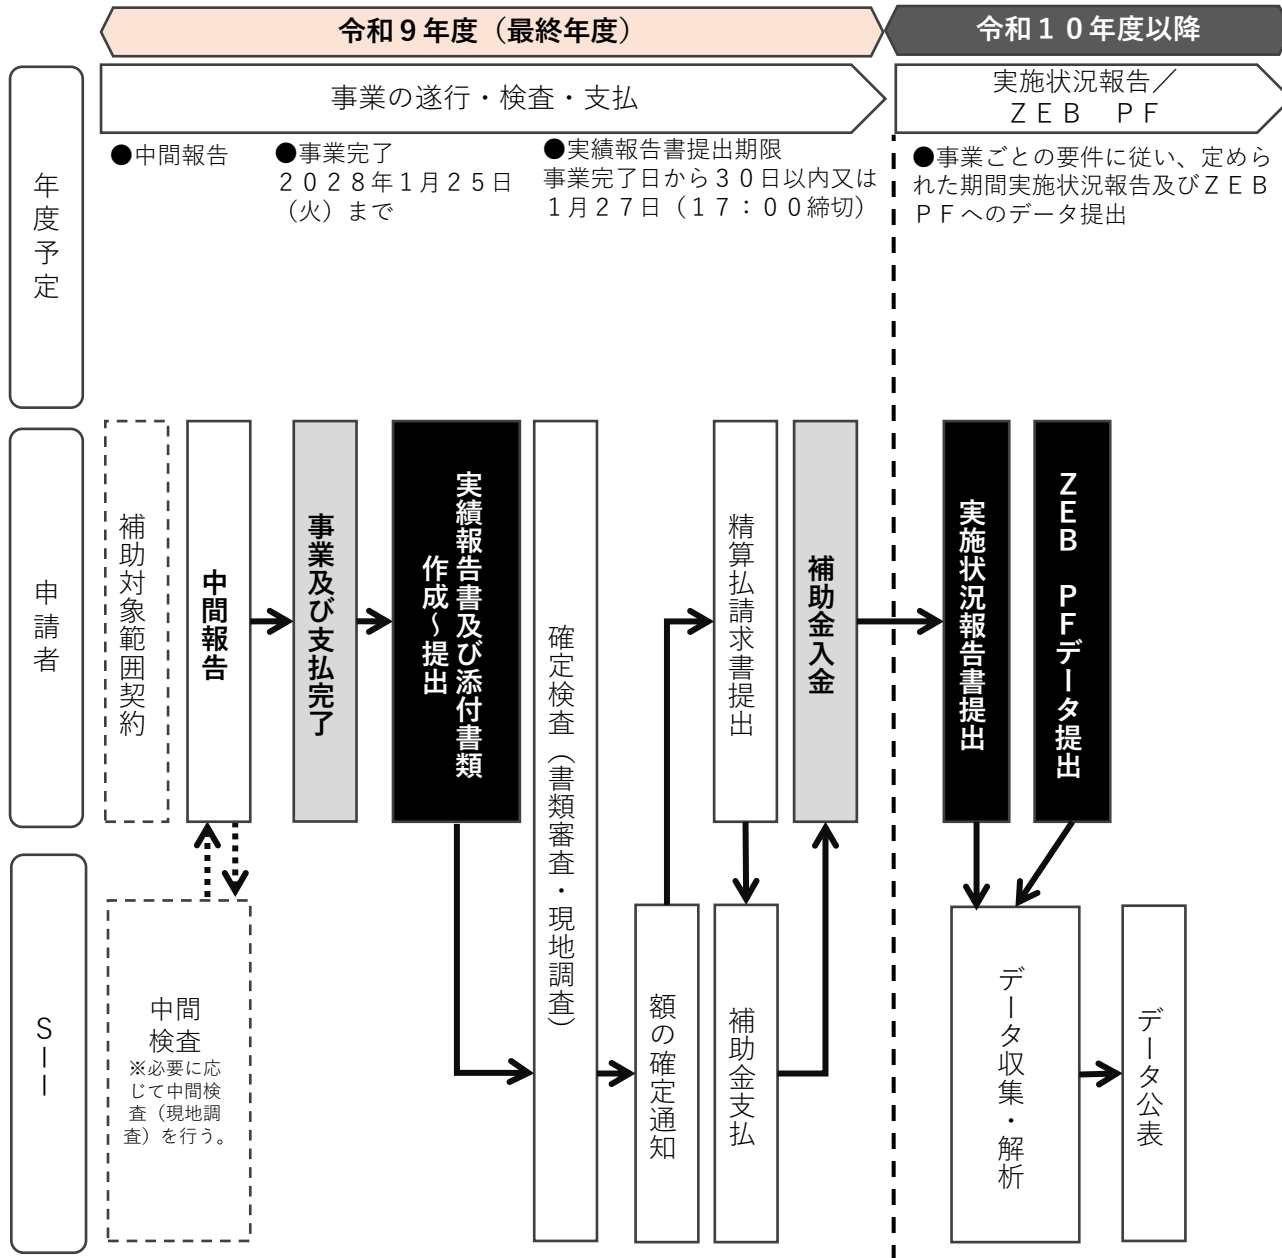 令和９年度（最終年度）
令和１０年度以降
事業の遂行・検査・支払
実施状況報告／
ＺＥＢ　ＰＦ
年度予定
●中間報告
●事業完了
２０２８年１月２５日
（火）まで
●実績報告書提出期限
事業完了日から３０日以内又は
１月２７日（１７：００締切）
●事業ごとの要件に従い、定めら
れた期間実施状況報告及びＺＥＢ
ＰＦへのデータ提出
申請者
補助対象範囲契約
中間報告
事業及び支払完了
実績報告書及び添付書類
作成～提出
確定検査（書類審査・現地調査）
精算払請求書提出
補助金入金
実施状況報告書提出
ＺＥＢ　ＰＦデータ提出
ＳＩＩ
中間
検査
※必要に応
じて中間検
査（現地調
査）を行う。
額の確定通知
補助金支払
データ収集・解析
データ公表